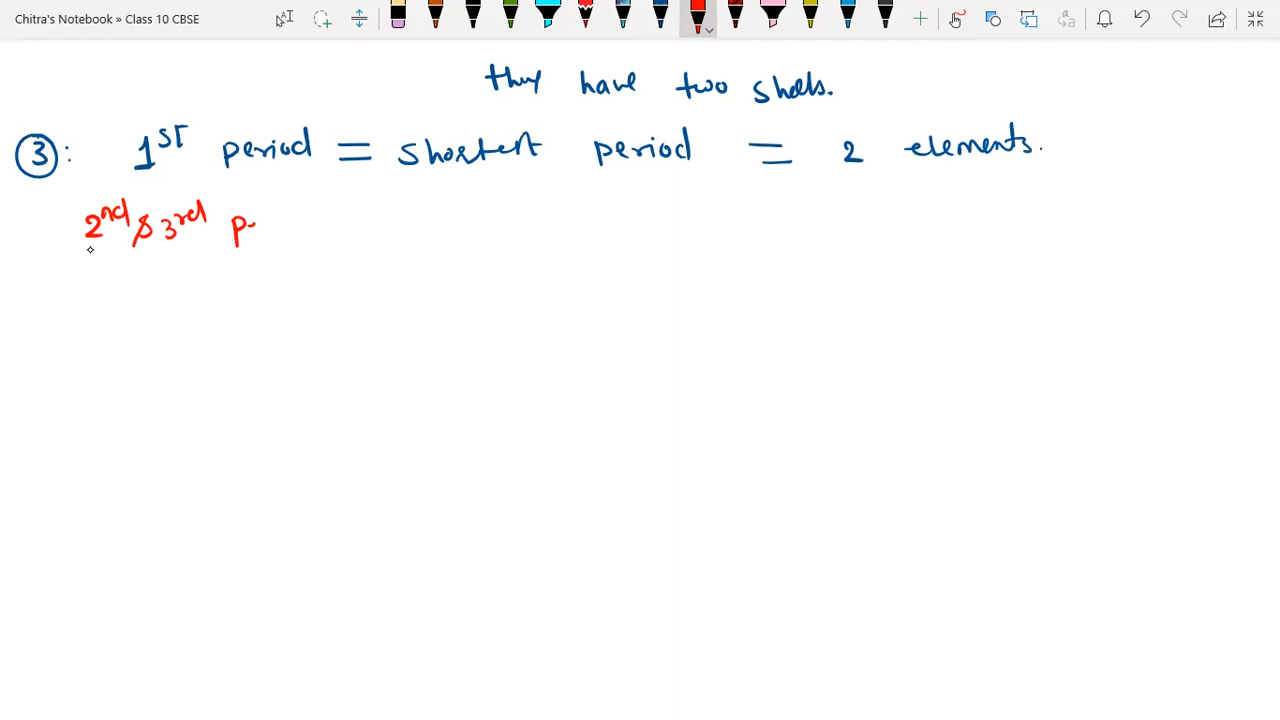 Chitra's Notebook » Class 10 CBSE
they have two shells.
3: 1ST period = shortest period = 2 elements.
2nd & 3rd p